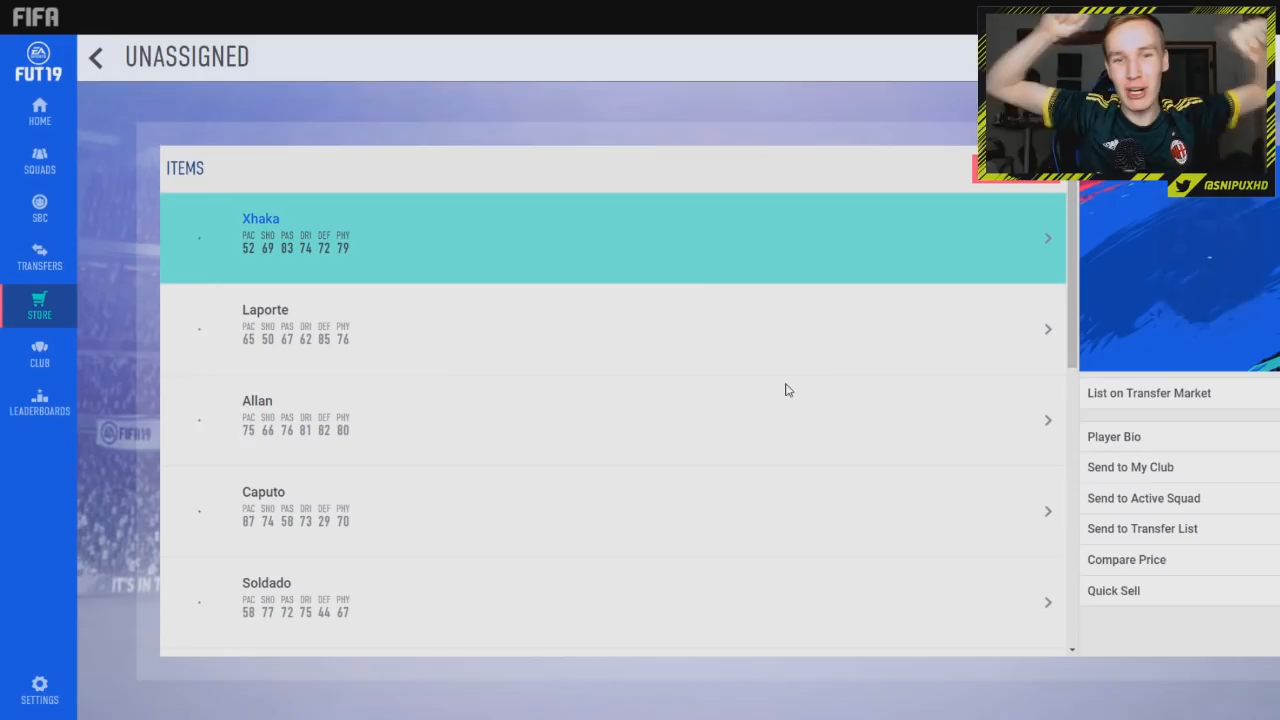 FIFA
EA SPORTS
FUT19
UNASSIGNED
HOME
SQUADS
SBC
TRANSFERS
STORE
CLUB
LEADERBOARDS
SETTINGS
ITEMS
Xhaka
PAC SHO PAS DRI DEF PHY
52 69 83 74 72 79
Laporte
PAC SHO PAS DRI DEF PHY
65 50 67 62 85 76
Allan
PAC SHO PAS DRI DEF PHY
75 66 76 81 82 80
Caputo
PAC SHO PAS DRI DEF PHY
87 74 58 73 29 70
Soldado
PAC SHO PAS DRI DEF PHY
58 77 72 75 44 67
@SNIPUXHD
List on Transfer Market
Player Bio
Send to My Club
Send to Active Squad
Send to Transfer List
Compare Price
Quick Sell
FIFA19
IT'S IN T